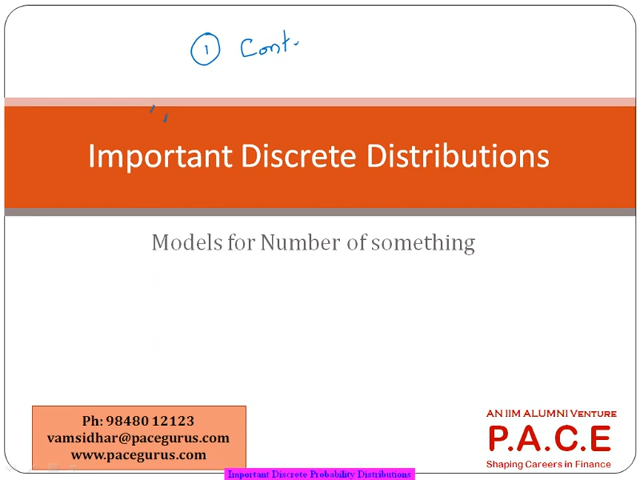 ① Cont.
Important Discrete Distributions
Models for Number of something
Ph: 98480 12123
vamsidhar@pacegurus.com
www.pacegurus.com
AN IIM ALUMNI VENTURE
P.A.C.E
Shaping Careers in Finance
Important Discrete Probability Distributions